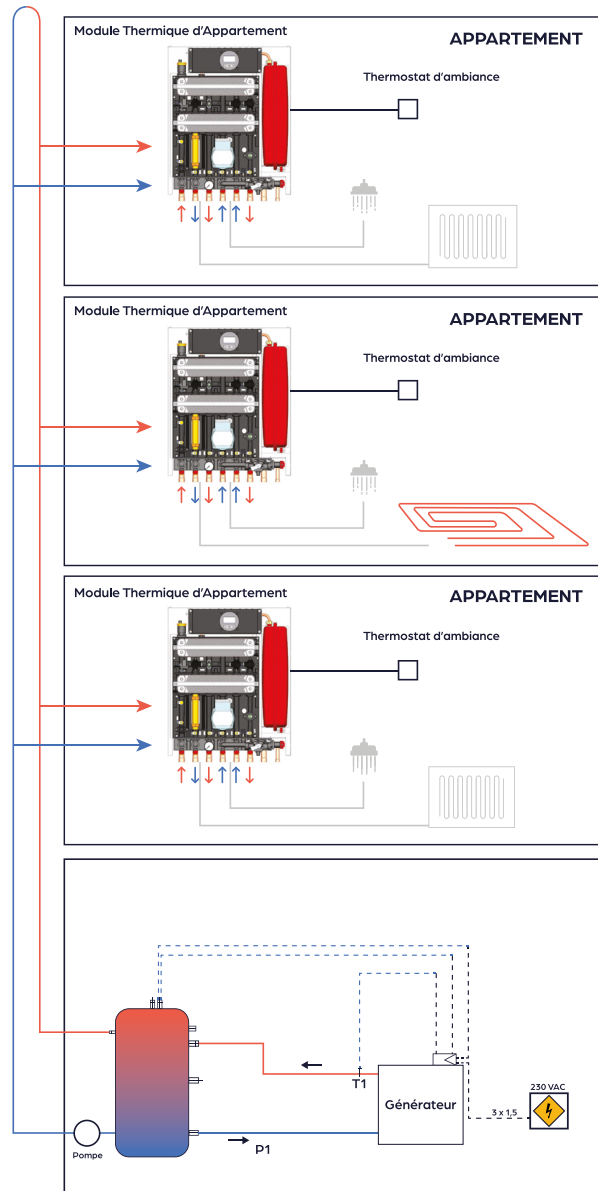 Module Thermique d'Appartement
APPARTEMENT
Thermostat d'ambiance
Module Thermique d'Appartement
APPARTEMENT
Thermostat d'ambiance
Module Thermique d'Appartement
APPARTEMENT
Thermostat d'ambiance
T1
Générateur
230 VAC
3 x 1,5
Pompe
P1